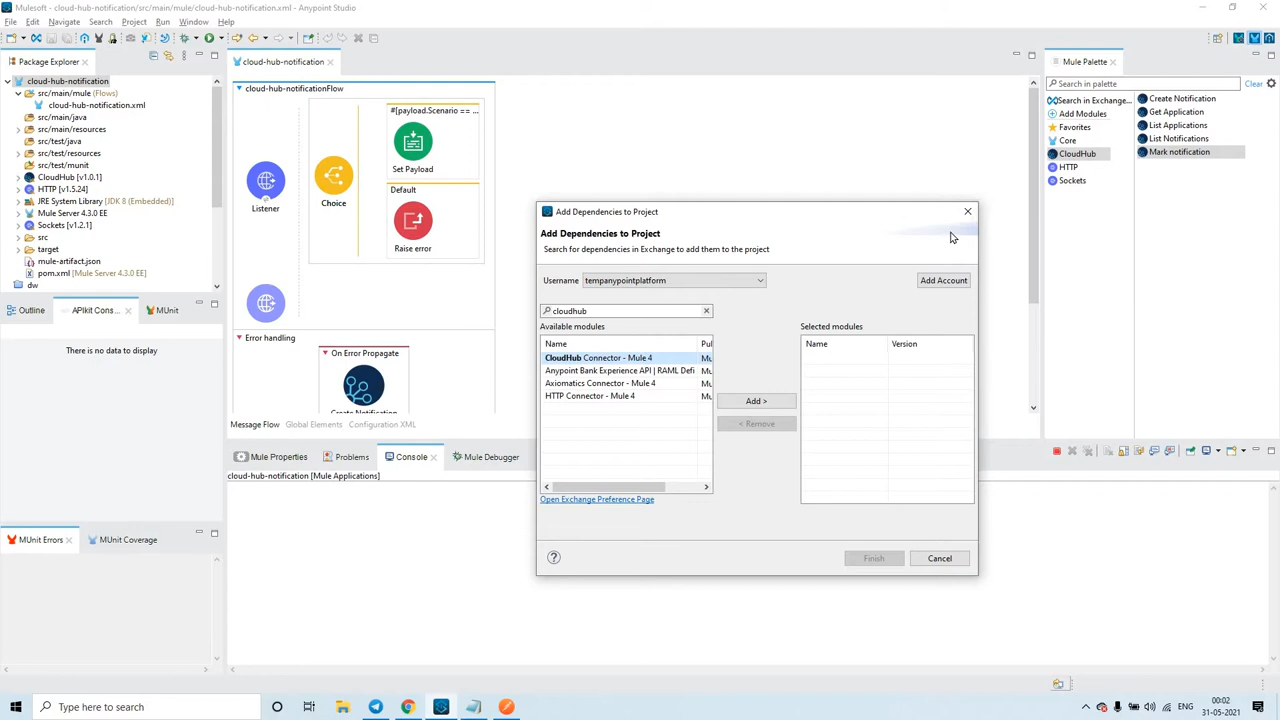 Mulesoft - cloud-hub-notification/src/main/mule/cloud-hub-notification.xml - Anypoint Studio
File Edit Navigate Search Project Run Window Help
Package Explorer
cloud-hub-notification
src/main/mule (Flows)
cloud-hub-notification.xml
src/main/java
src/main/resources
src/test/java
src/test/resources
src/test/munit
CloudHub [v1.0.1]
HTTP [v1.5.24]
JRE System Library [JDK 8 (Embedded)]
Mule Server 4.3.0 EE
Sockets [v1.2.1]
src
target
mule-artifact.json
pom.xml [Mule Server 4.3.0 EE]
dw
Outline APIkit Cons... MUnit
There is no data to display
MUnit Errors MUnit Coverage
cloud-hub-notification
cloud-hub-notificationFlow
#[payload.Scenario == ...
Listener
Choice
Set Payload
Default
Raise error
Error handling
On Error Propagate
Create Notification
Message Flow Global Elements Configuration XML
Mule Properties Problems Console Mule Debugger
cloud-hub-notification [Mule Applications]
Add Dependencies to Project
Add Dependencies to Project
Search for dependencies in Exchange to add them to the project
Username tempanypointplatform Add Account
cloudhub
Available modules
Name Pu
CloudHub Connector - Mule 4 Mu
Anypoint Bank Experience API | RAML Defi Mu
Axiomatics Connector - Mule 4 Mu
HTTP Connector - Mule 4 Mu
Open Exchange Preference Page
Add >
< Remove
Selected modules
Name Version
? Finish Cancel
Mule Palette
Search in palette Clear
Search in Exchange...
Add Modules
Favorites
Core
CloudHub
HTTP
Sockets
Create Notification
Get Application
List Applications
List Notifications
Mark notification
Type here to search
00:02
31-05-2021